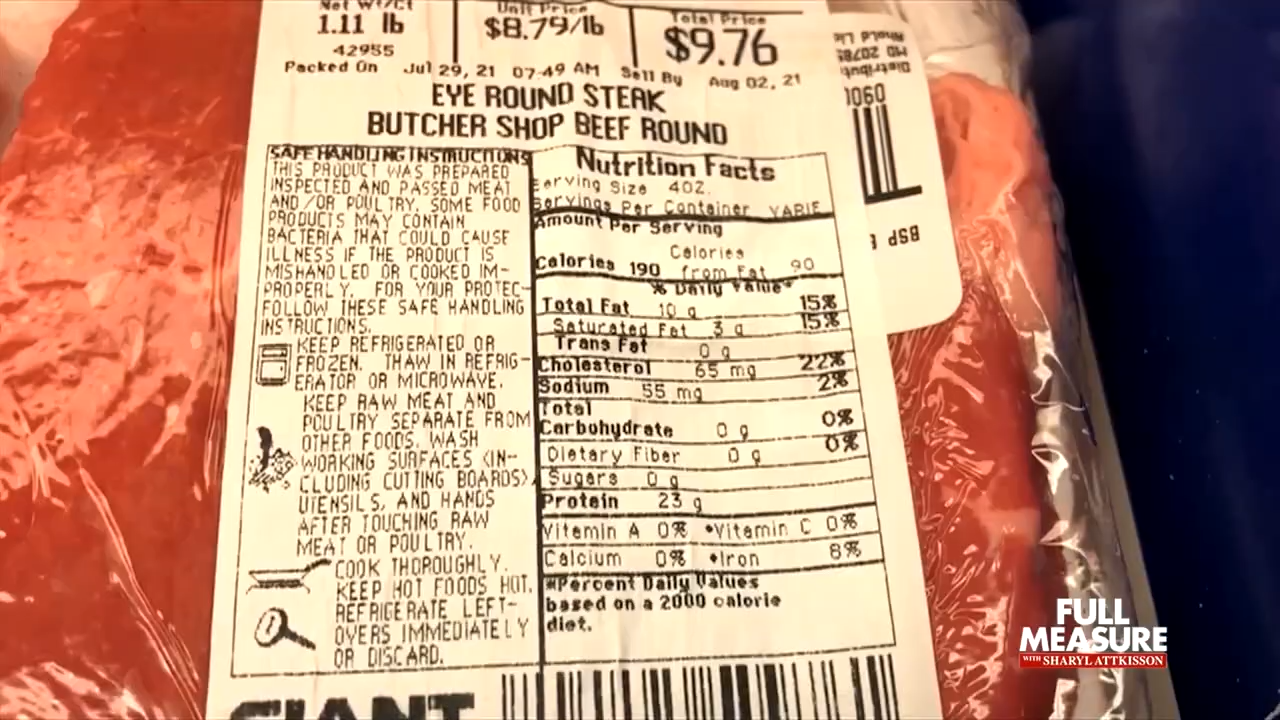 Net Wt/Ct
1.11 lb
42955
Unit Price
$8.79/lb
Total Price
$9.76
Packed On Jul 29, 21 07:49 AM Sell By Aug 02, 21
EYE ROUND STEAK
BUTCHER SHOP BEEF ROUND
SAFE HANDLING INSTRUCTIONS
THIS PRODUCT WAS PREPARED
INSPECTED AND PASSED MEAT
AND/OR POULTRY. SOME FOOD
PRODUCTS MAY CONTAIN
BACTERIA THAT COULD CAUSE
ILLNESS IF THE PRODUCT IS
MISHANDLED OR COOKED IM-
PROPERLY. FOR YOUR PROTEC-
FOLLOW THESE SAFE HANDLING
INSTRUCTIONS.
KEEP REFRIGERATED OR
FROZEN. THAW IN REFRIG-
ERATOR OR MICROWAVE.
KEEP RAW MEAT AND
POULTRY SEPARATE FROM
OTHER FOODS. WASH
WORKING SURFACES (IN-
CLUDING CUTTING BOARDS)
UTENSILS, AND HANDS
AFTER TOUCHING RAW
MEAT OR POULTRY.
COOK THOROUGHLY.
KEEP HOT FOODS HOT.
REFRIGERATE LEFT-
OVERS IMMEDIATELY
OR DISCARD.
Nutrition Facts
Serving Size 4OZ.
Servings Per Container VARIE
Amount Per Serving
Calories 190 Calories from Fat 90
% Daily Value*
Total Fat 10 g 15%
Saturated Fat 3 g 15%
Trans Fat 0 g
Cholesterol 65 mg 22%
Sodium 55 mg 2%
Total
Carbohydrate 0 g 0%
Dietary Fiber 0 g 0%
Sugars 0 g
Protein 23 g
Vitamin A 0% •Vitamin C 0%
Calcium 0% •Iron 8%
*Percent Daily Values
based on a 2000 calorie
diet.
GIANT
Distribut
MD 20785
0060
BSP
FULL
MEASURE
WITH SHARYL ATTKISSON